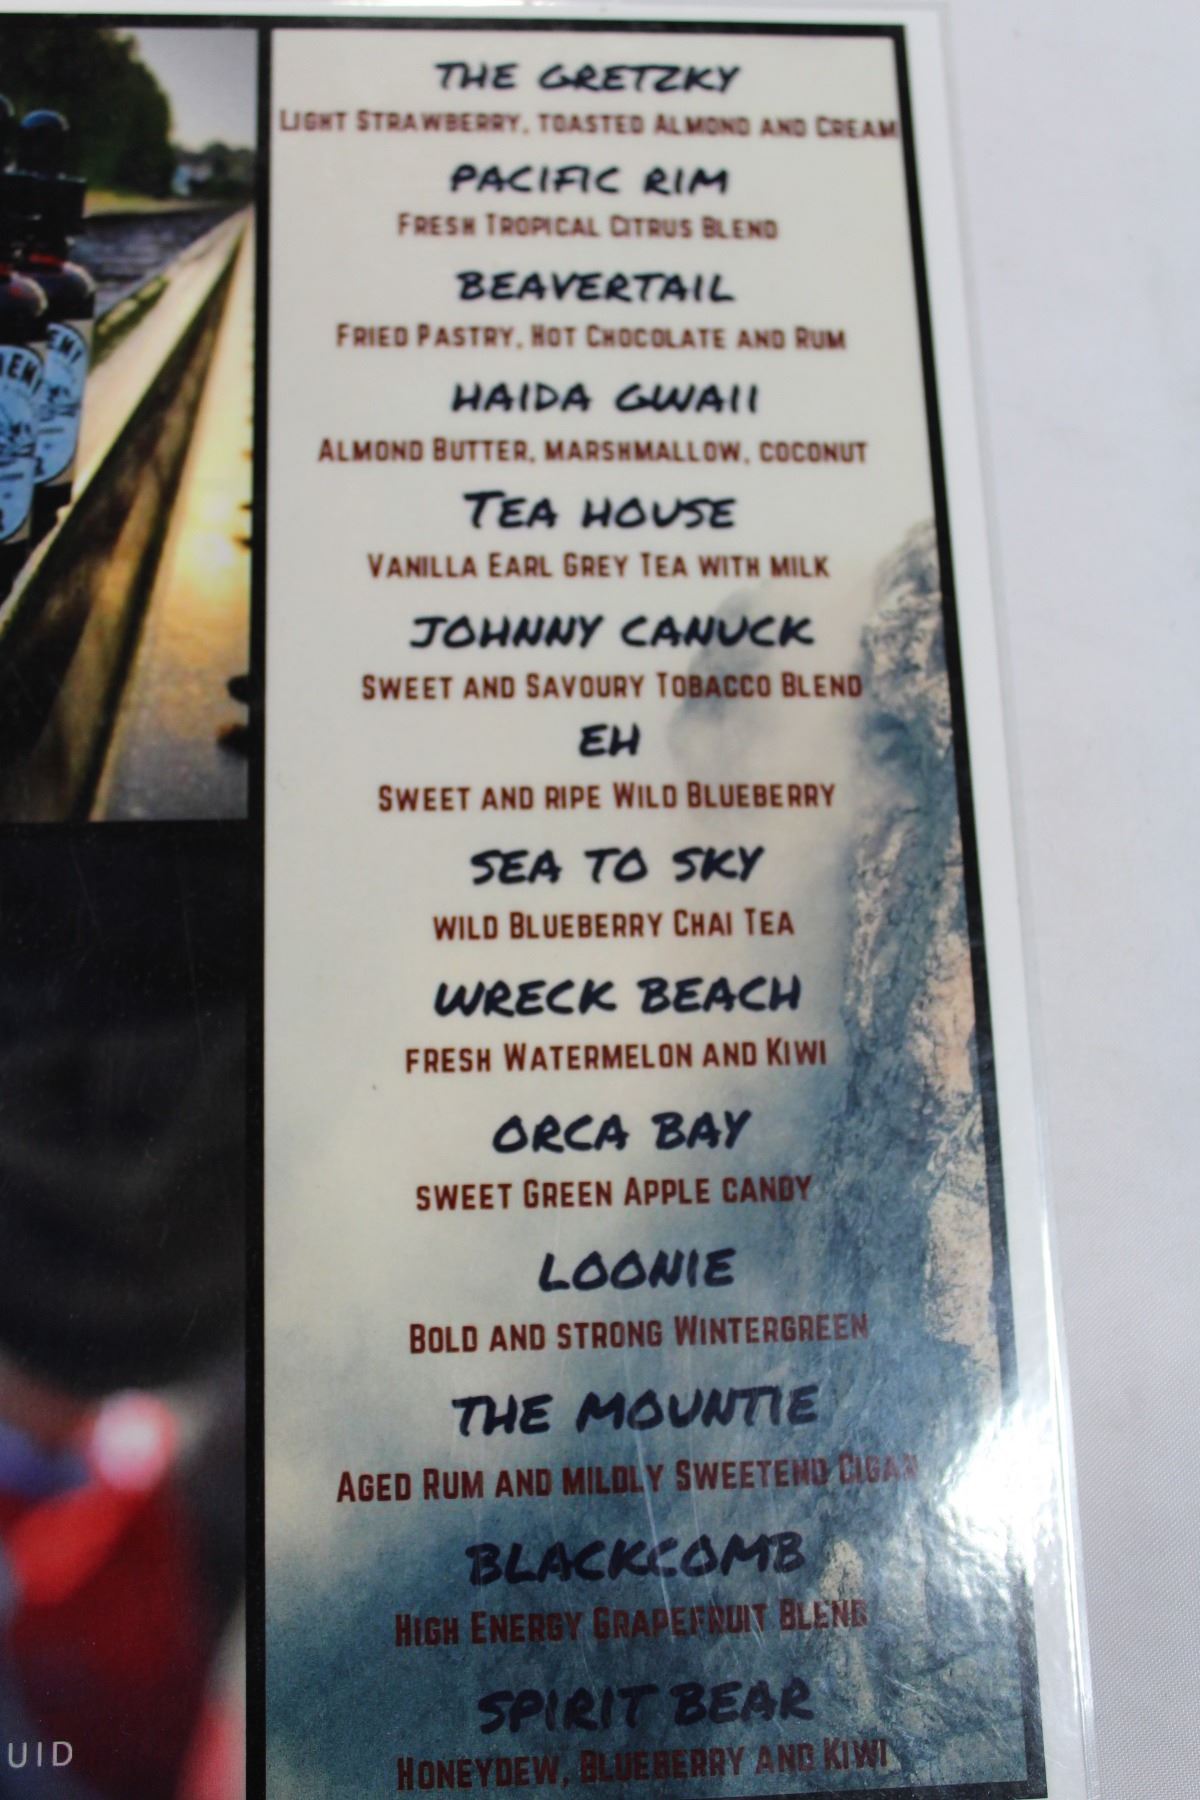 THE GRETZKY
LIGHT STRAWBERRY, TOASTED ALMOND AND CREAM
PACIFIC RIM
FRESH TROPICAL CITRUS BLEND
BEAVERTAIL
FRIED PASTRY, HOT CHOCOLATE AND RUM
HAIDA GWAII
ALMOND BUTTER, MARSHMALLOW, COCONUT
TEA HOUSE
VANILLA EARL GREY TEA WITH MILK
JOHNNY CANUCK
SWEET AND SAVOURY TOBACCO BLEND
EH
SWEET AND RIPE WILD BLUEBERRY
SEA TO SKY
WILD BLUEBERRY CHAI TEA
WRECK BEACH
FRESH WATERMELON AND KIWI
ORCA BAY
SWEET GREEN APPLE CANDY
LOONIE
BOLD AND STRONG WINTERGREEN
THE MOUNTIE
AGED RUM AND MILDLY SWEETEND CIGAR
BLACKCOMB
HIGH ENERGY GRAPEFRUIT BLEND
SPIRIT BEAR
HONEYDEW, BLUEBERRY AND KIWI
UID